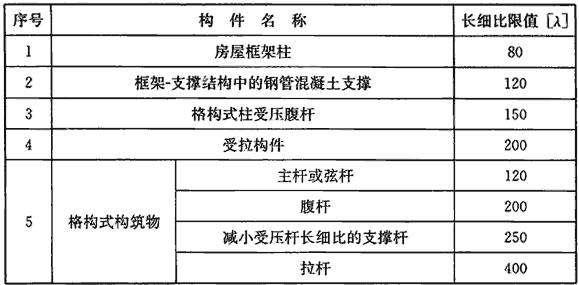 序号 构件名称 长细比限值 [λ]
1 房屋框架柱 80
2 框架-支撑结构中的钢管混凝土支撑 120
3 格构式柱受压腹杆 150
4 受拉构件 200
5 格构式构筑物 主杆或弦杆 120
腹杆 200
减小受压杆长细比的支撑杆 250
拉杆 400